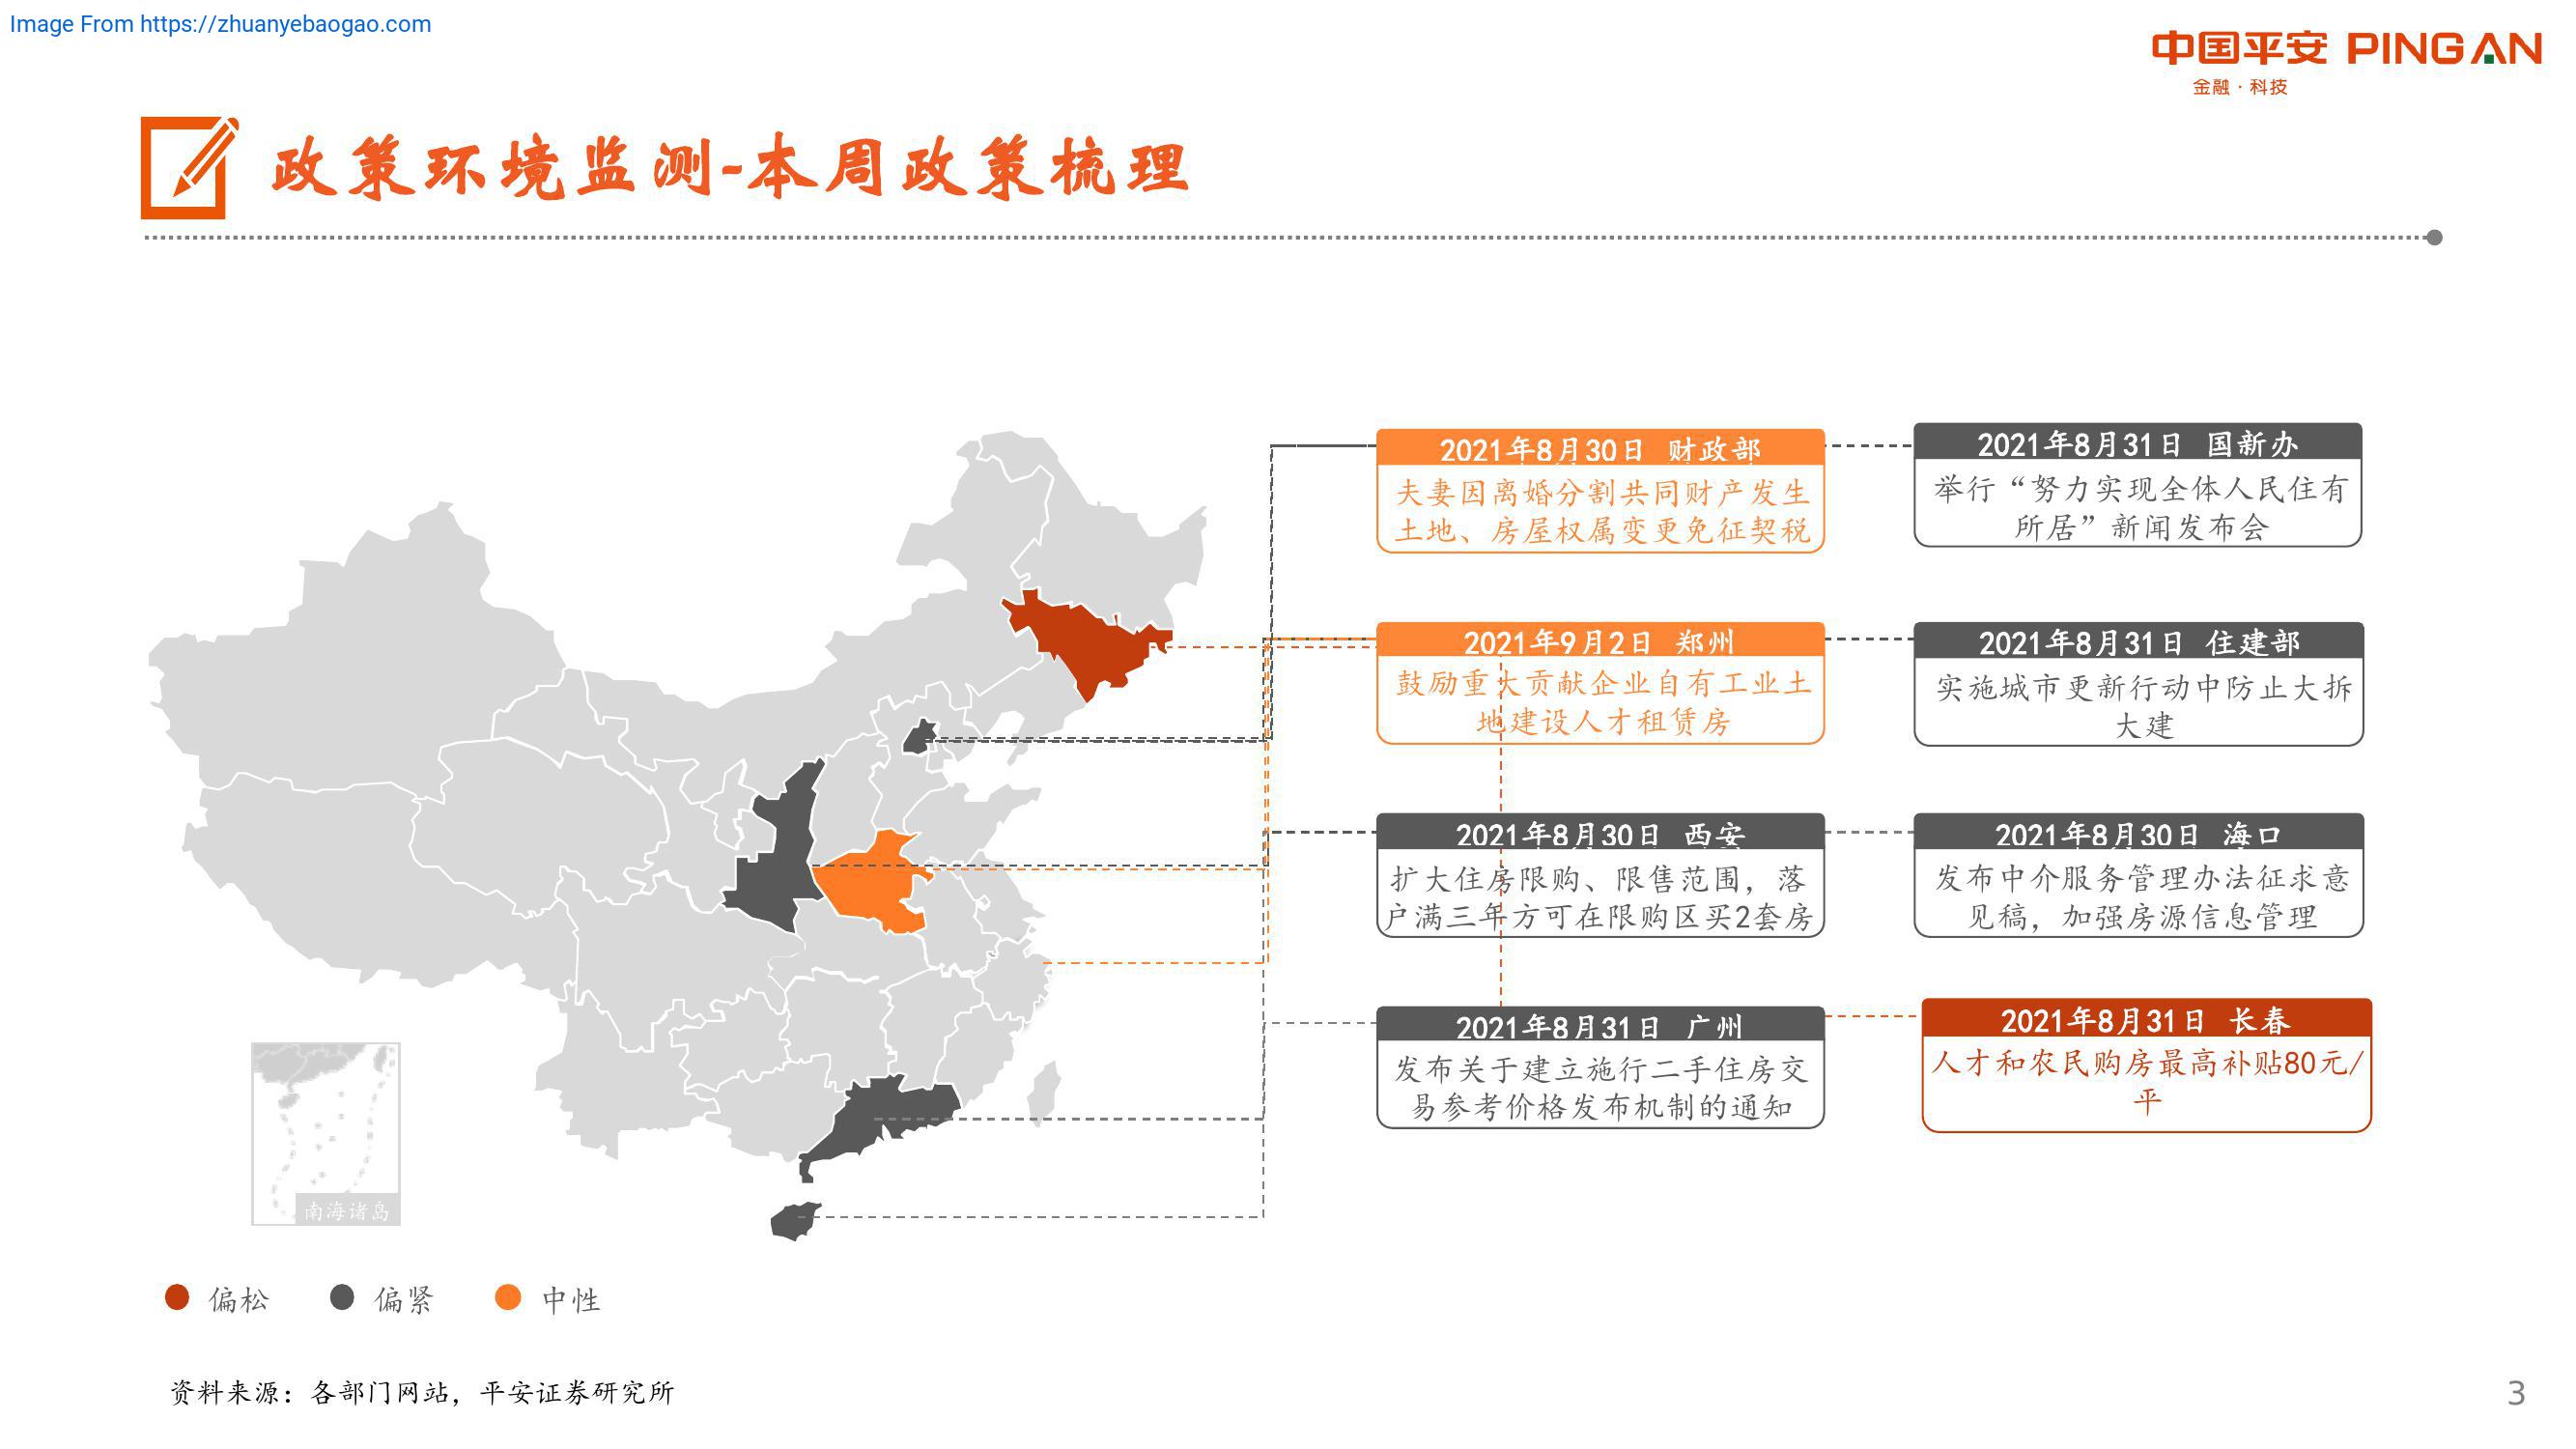 Image From https://zhuanyebaogao.com
中国平安 PINGAN
金融·科技
政策环境监测-本周政策梳理
2021年8月30日 财政部
夫妻因离婚分割共同财产发生
土地、房屋权属变更免征契税
2021年8月31日 国新办
举行“努力实现全体人民住有
所居”新闻发布会
2021年9月2日 郑州
鼓励重大贡献企业自有工业土
地建设人才租赁房
2021年8月31日 住建部
实施城市更新行动中防止大拆
大建
2021年8月30日 西安
扩大住房限购、限售范围，落
户满三年方可在限购区买2套房
2021年8月30日 海口
发布中介服务管理办法征求意
见稿，加强房源信息管理
2021年8月31日 广州
发布关于建立施行二手住房交
易参考价格发布机制的通知
2021年8月31日 长春
人才和农民购房最高补贴80元/
平
南海诸岛
偏松
偏紧
中性
资料来源：各部门网站，平安证券研究所
3